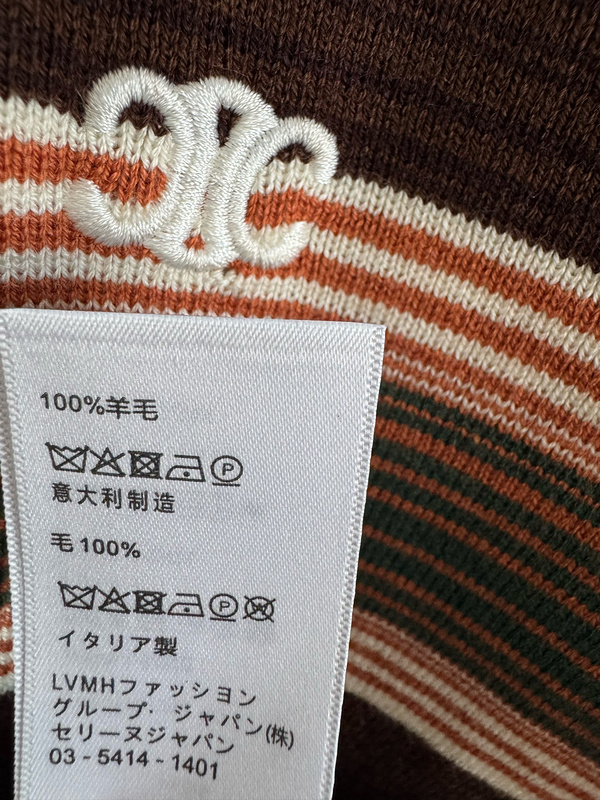 100%羊毛
P
意大利制造
毛100%
P W
イタリア製
LVMHファッション
グループ・ジャパン(株)
セリーヌジャパン
03-5414-1401